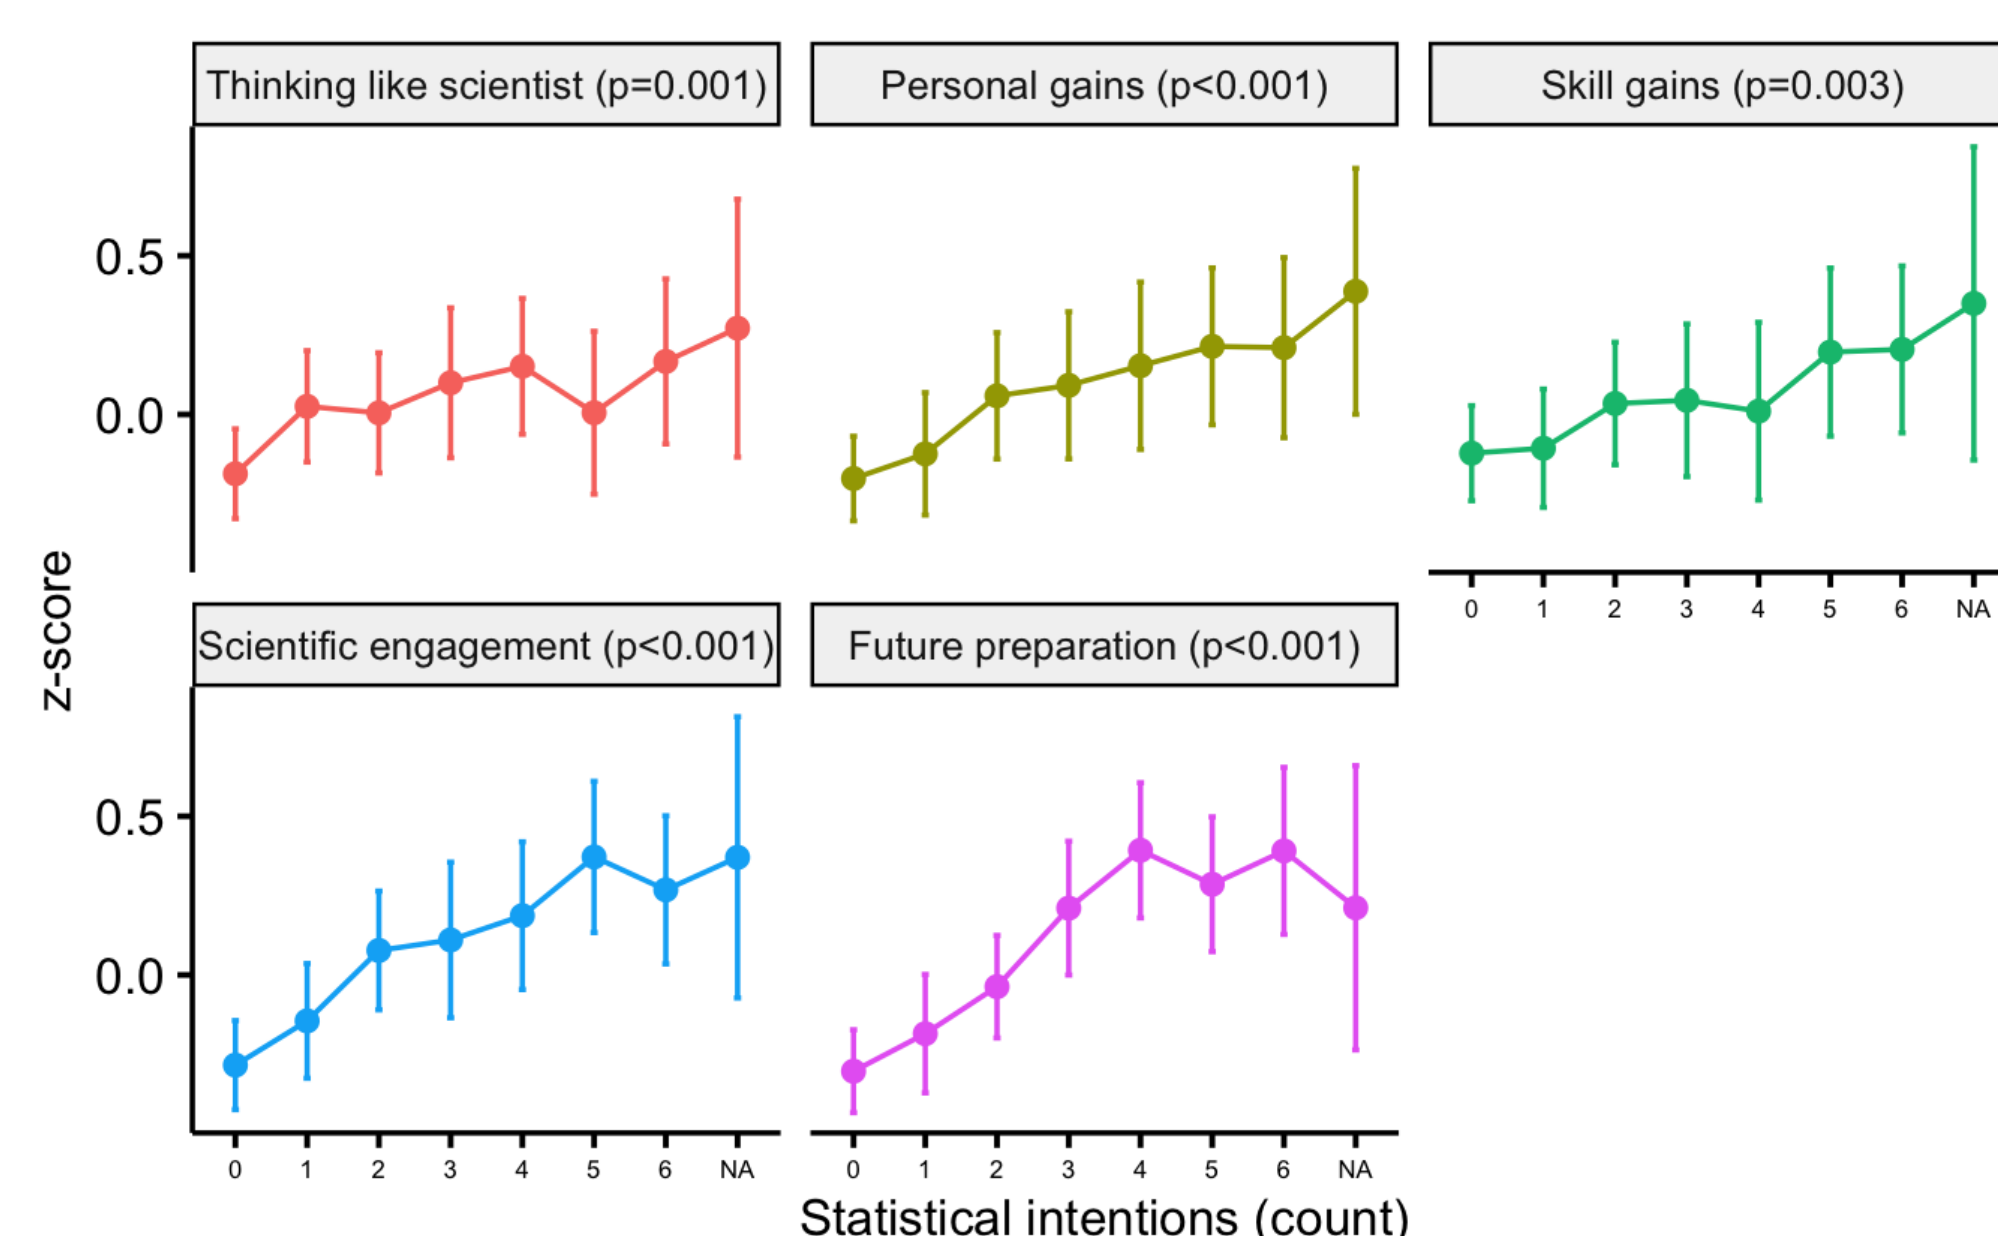 Thinking like scientist (p=0.001)
Personal gains (p<0.001)
Skill gains (p=0.003)
0.5
0.0
0 1 2 3 4 5 6 NA
z-score
Scientific engagement (p<0.001)
Future preparation (p<0.001)
0.5
0.0
0 1 2 3 4 5 6 NA
0 1 2 3 4 5 6 NA
Statistical intentions (count)